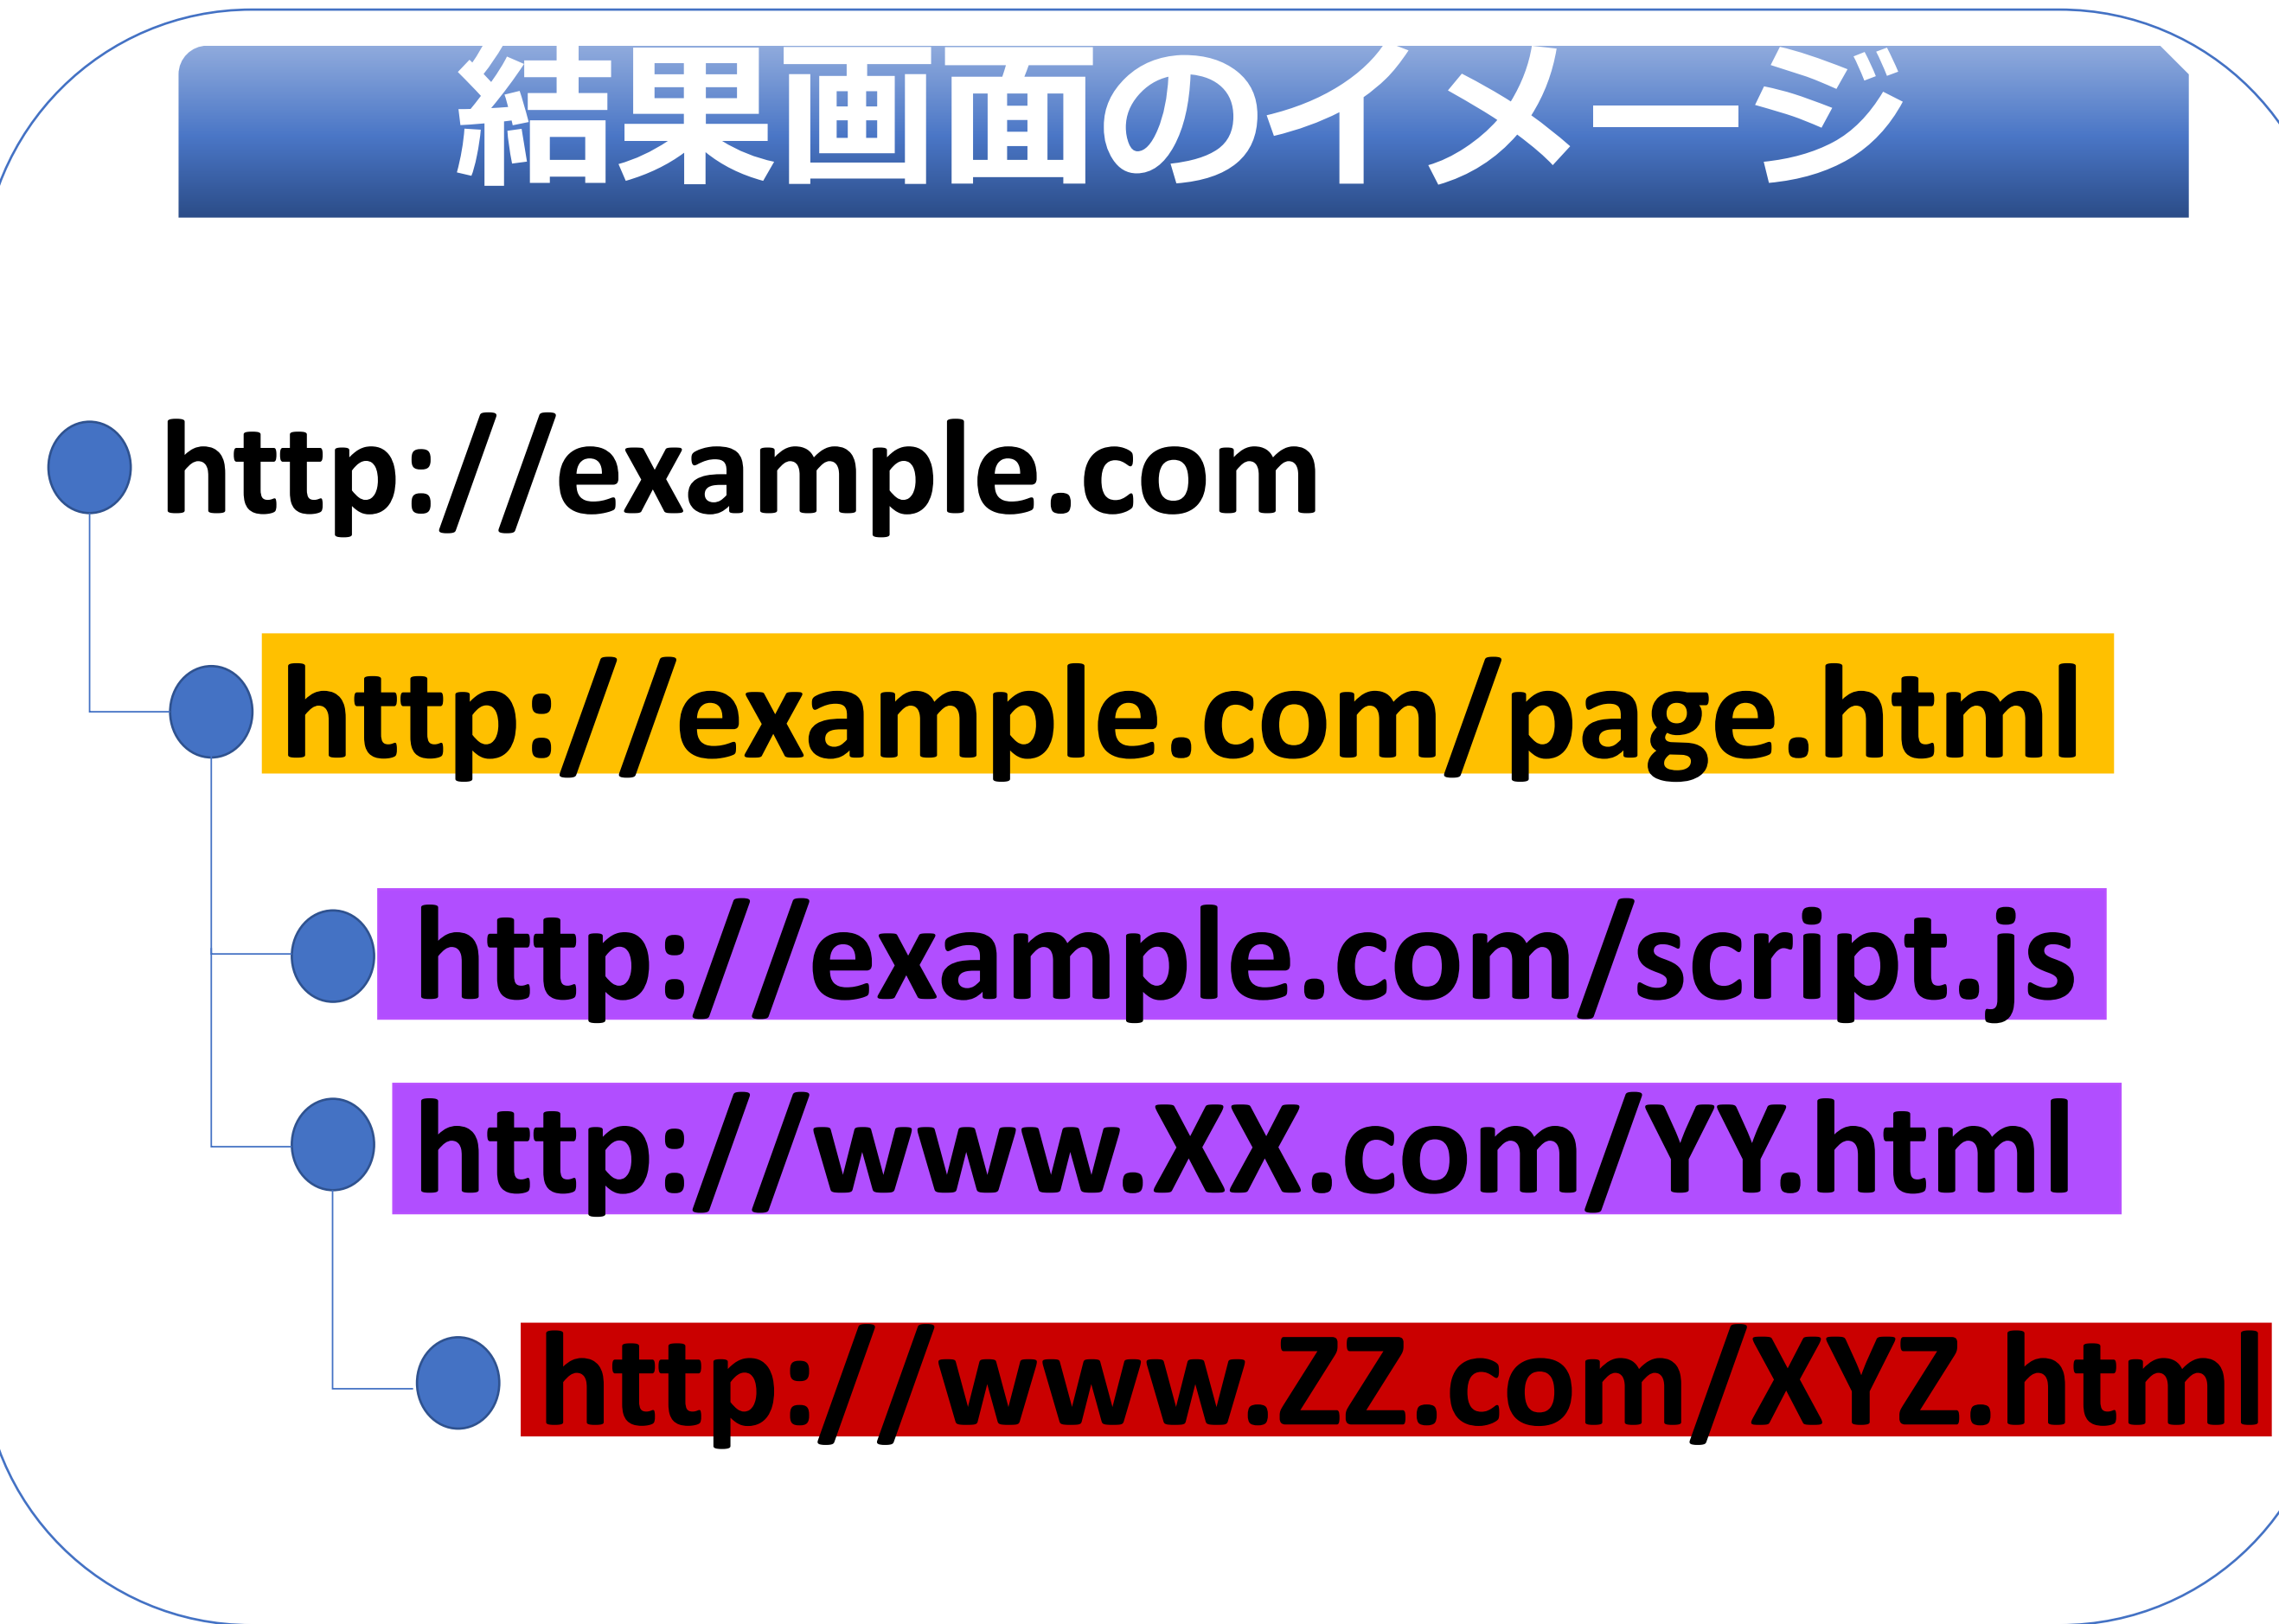 結果画面のイメージ
http://example.com
http://example.com/page.html
http://example.com/script.js
http://www.XX.com/YY.html
http://www.ZZ.com/XYZ.html